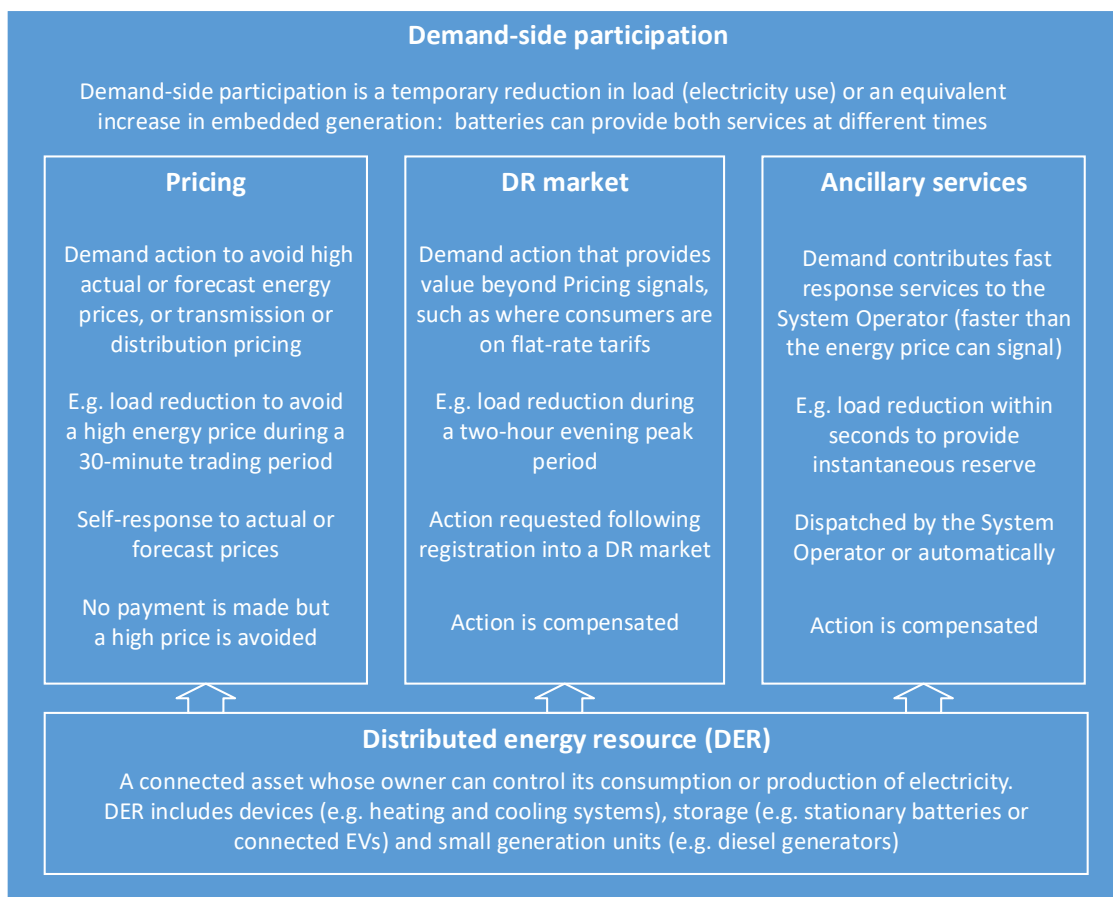 Demand-side participation
Demand-side participation is a temporary reduction in load (electricity use) or an equivalent
increase in embedded generation: batteries can provide both services at different times
Pricing
Demand action to avoid high
actual or forecast energy
prices, or transmission or
distribution pricing
E.g. load reduction to avoid
a high energy price during a
30-minute trading period
Self-response to actual or
forecast prices
No payment is made but
a high price is avoided
DR market
Demand action that provides
value beyond Pricing signals,
such as where consumers are
on flat-rate tarifs
E.g. load reduction during
a two-hour evening peak
period
Action requested following
registration into a DR market
Action is compensated
Ancillary services
Demand contributes fast
response services to the
System Operator (faster than
the energy price can signal)
E.g. load reduction within
seconds to provide
instantaneous reserve
Dispatched by the System
Operator or automatically
Action is compensated
Distributed energy resource (DER)
A connected asset whose owner can control its consumption or production of electricity.
DER includes devices (e.g. heating and cooling systems), storage (e.g. stationary batteries or
connected EVs) and small generation units (e.g. diesel generators)